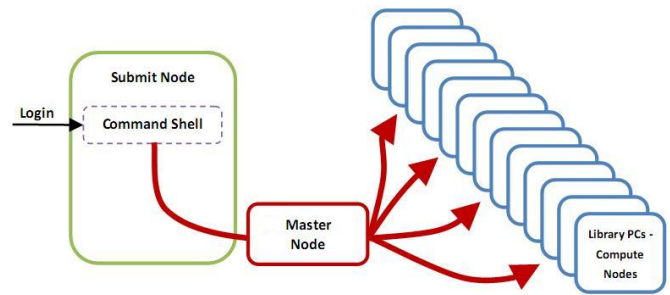 Submit Node
Login
Command Shell
Master
Node
Library PCs -
Compute
Nodes